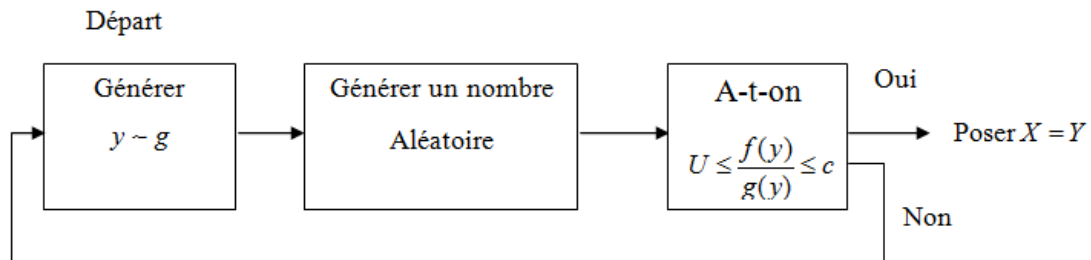 Départ
Générer
y ~ g
Générer un nombre
Aléatoire
A-t-on
U ≤ f(y)/g(y) ≤ c
Oui
Poser X = Y
Non